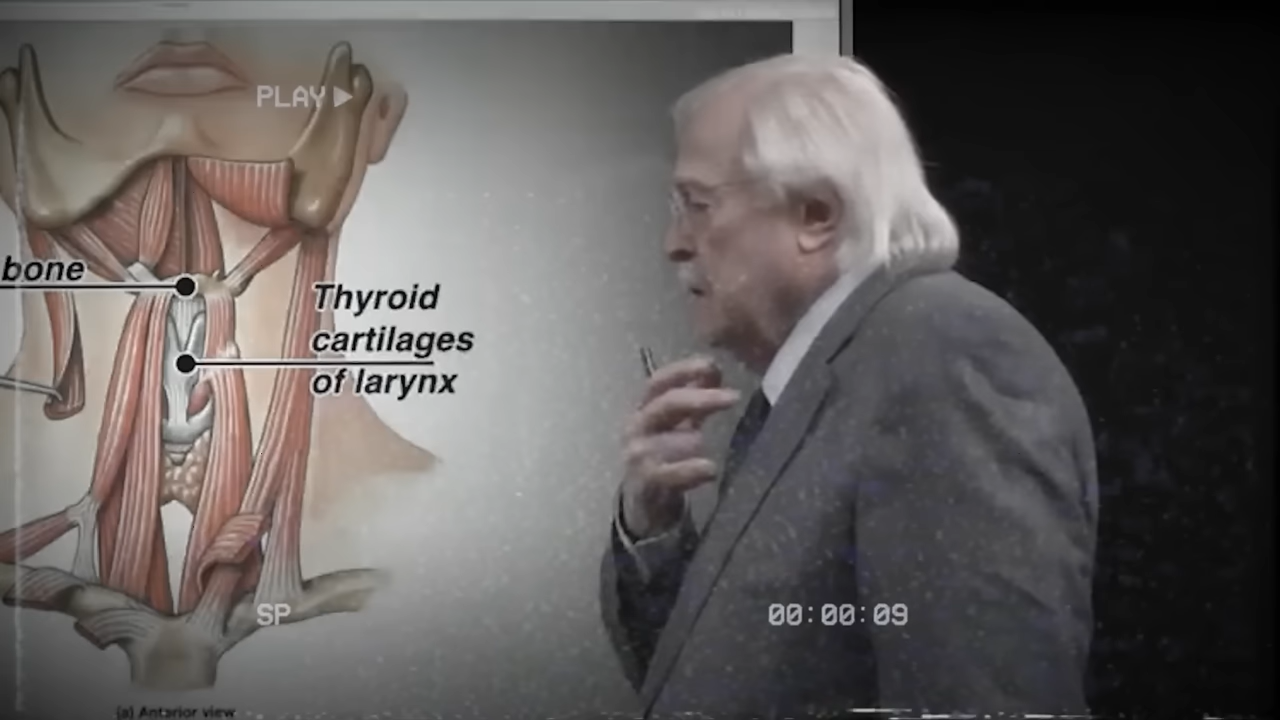 PLAY
bone
Thyroid
cartilages
of larynx
SP
00:00:09
(a) Anterior view